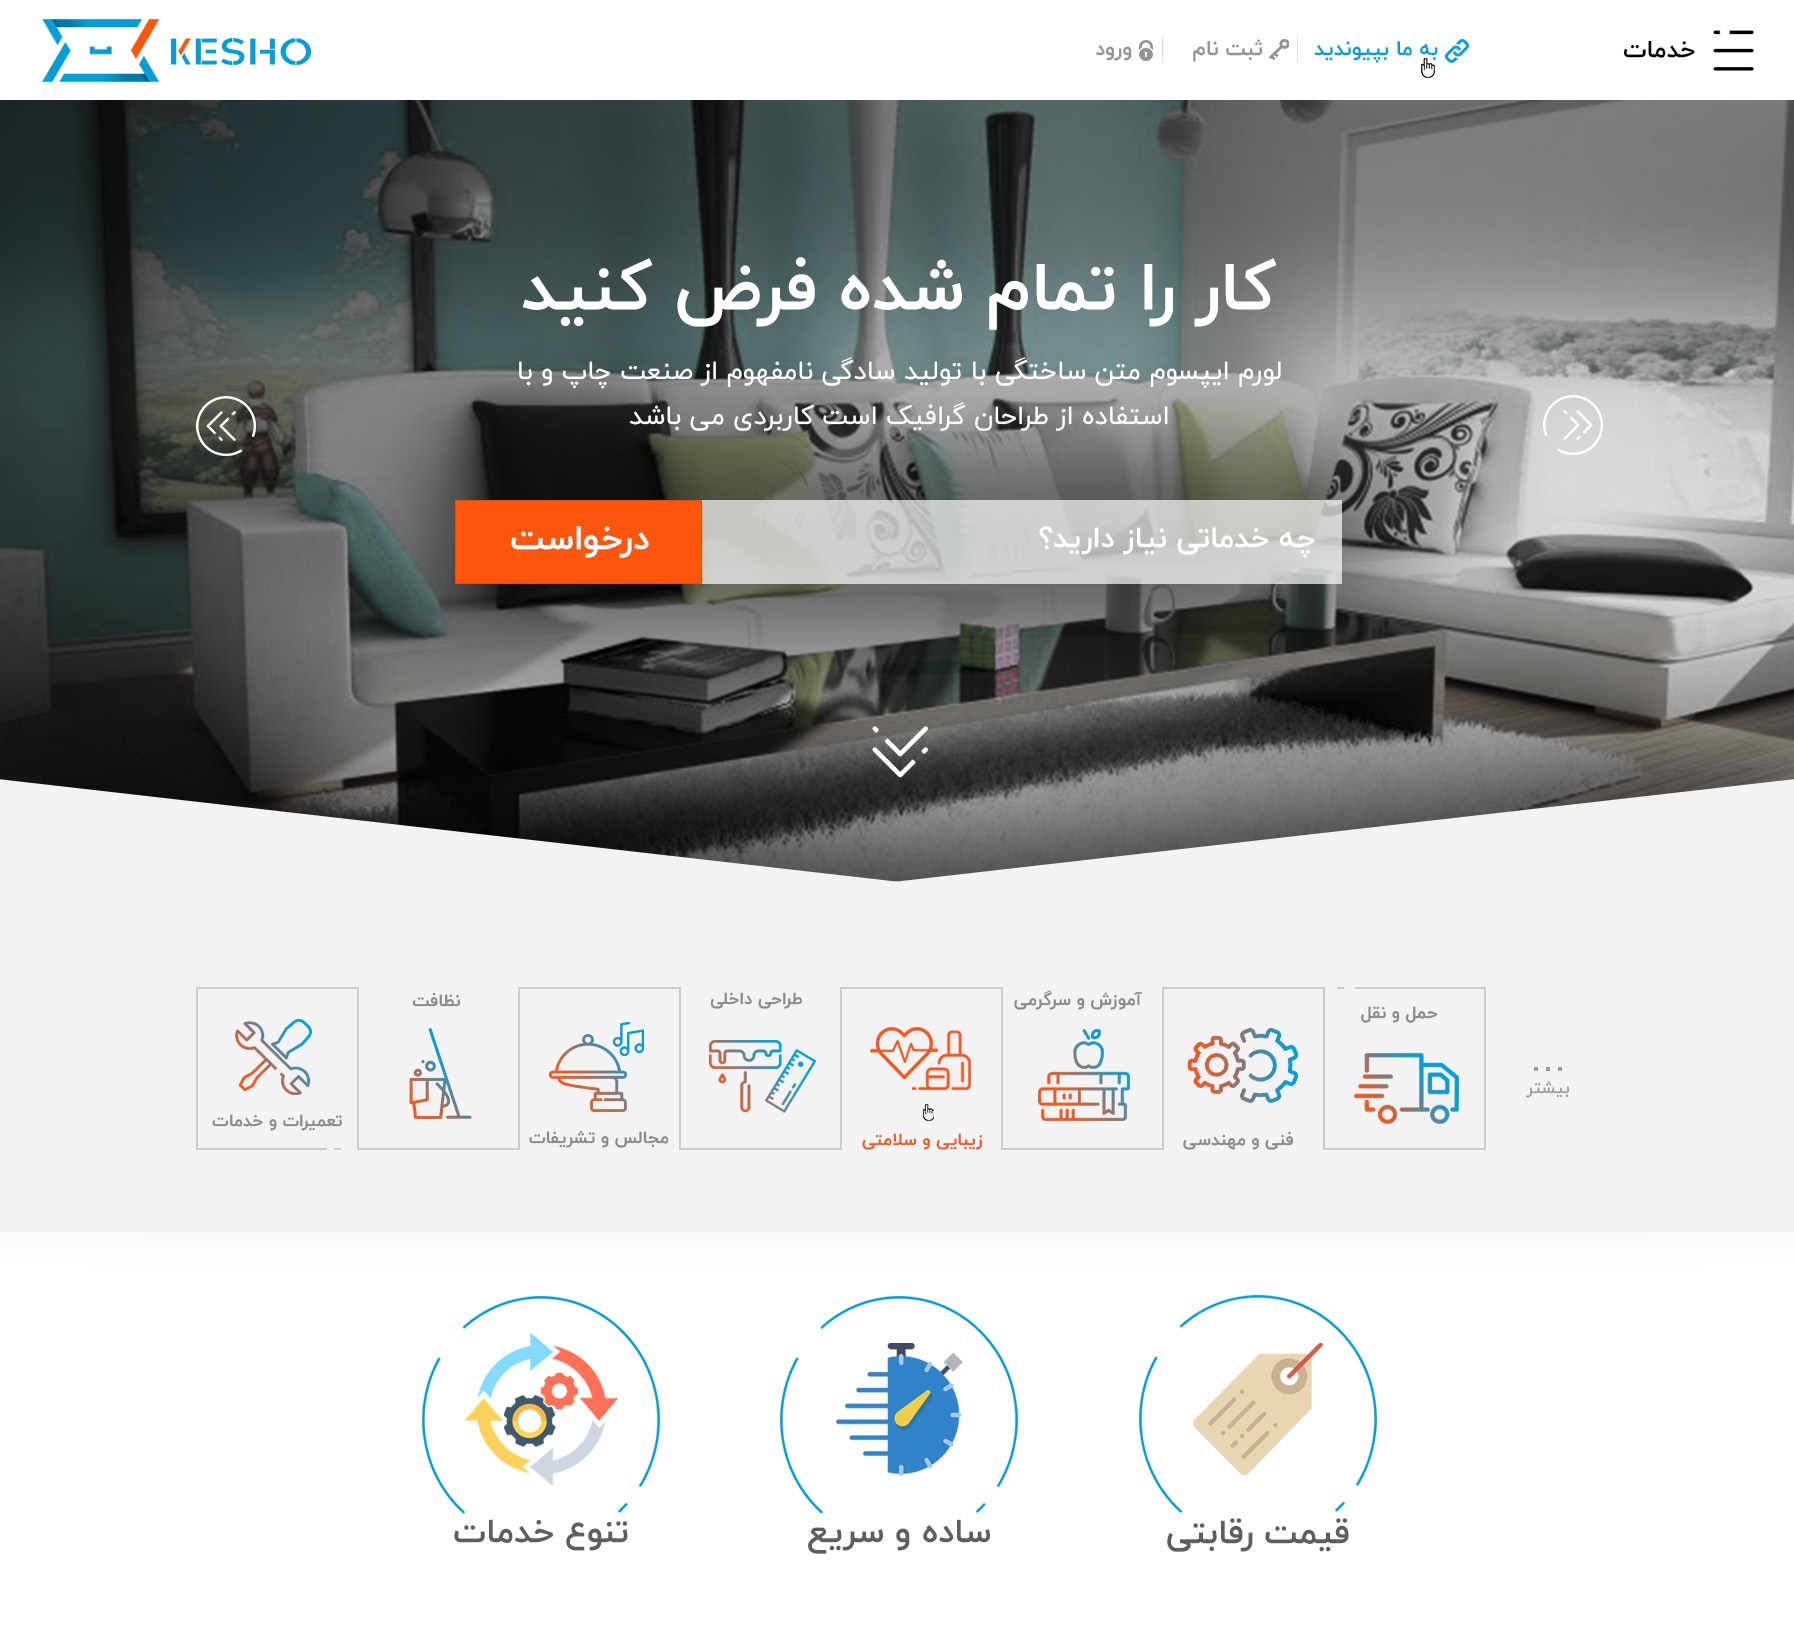 خدمات
به ما بپیوندید
ثبت نام
ورود
KESHO
کار را تمام شده فرض کنید
لورم ایپسوم متن ساختگی با تولید سادگی نامفهوم از صنعت چاپ و با
استفاده از طراحان گرافیک است کاربردی می باشد
چه خدماتی نیاز دارید؟
درخواست
بیشتر
حمل و نقل
فنی و مهندسی
آموزش و سرگرمی
زیبایی و سلامتی
طراحی داخلی
مجالس و تشریفات
نظافت
تعمیرات و خدمات
قیمت رقابتی
ساده و سریع
تنوع خدمات